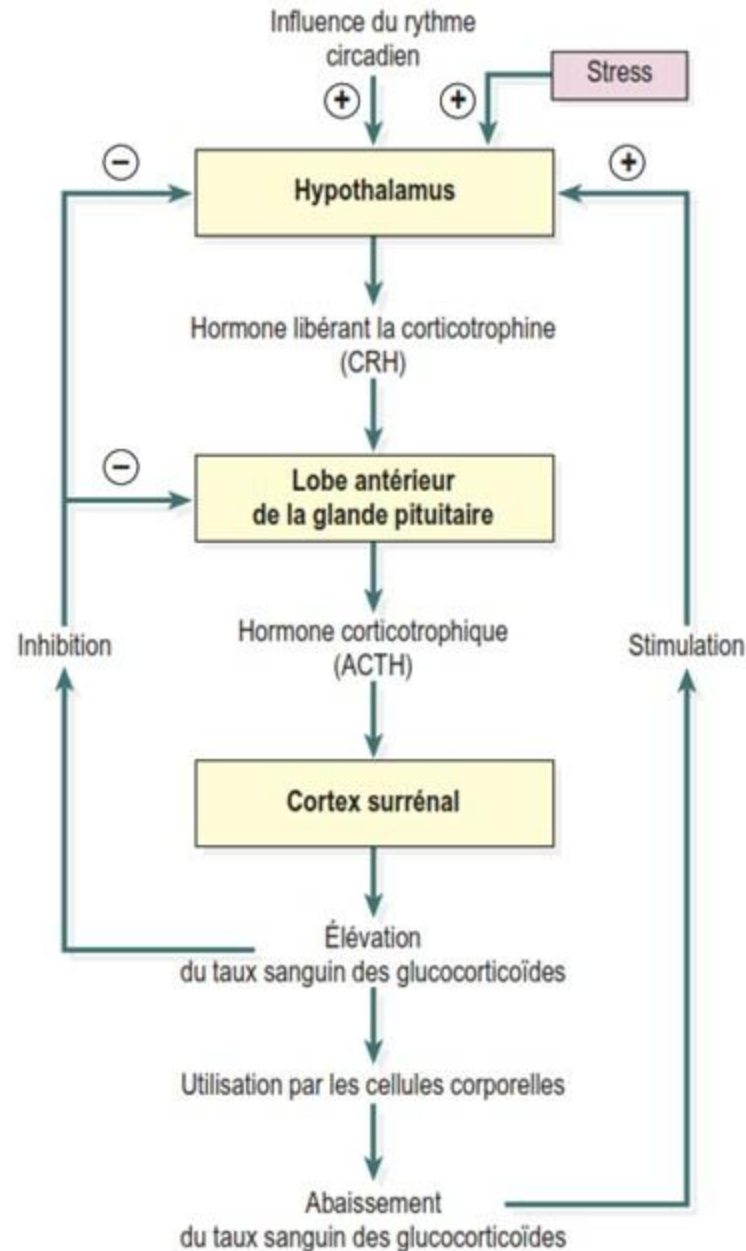 Influence du rythme
circadien
Stress
+
+
−
+
Hypothalamus
Hormone libérant la corticotrophine
(CRH)
−
Lobe antérieur
de la glande pituitaire
Inhibition
Hormone corticotrophique
(ACTH)
Stimulation
Cortex surrénal
Élévation
du taux sanguin des glucocorticoïdes
Utilisation par les cellules corporelles
Abaissement
du taux sanguin des glucocorticoïdes